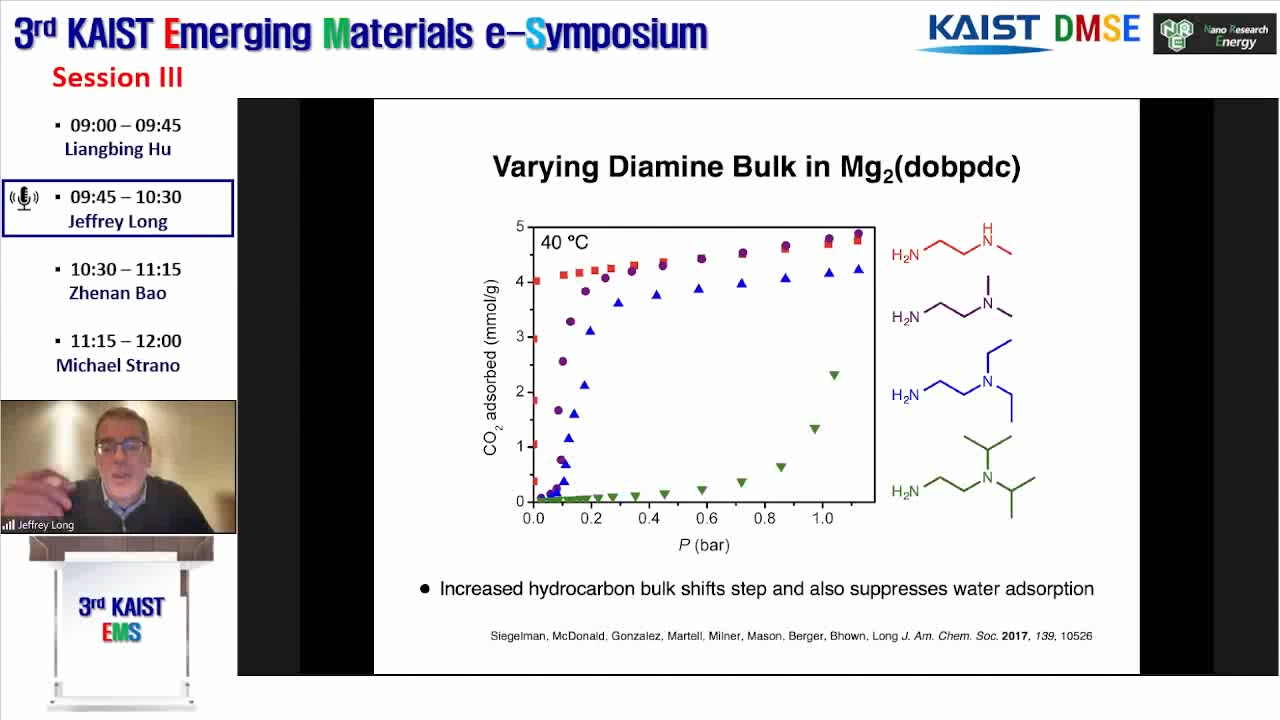 3rd KAIST Emerging Materials e-Symposium
KAIST DMSE
NRE Nano Research Energy
Session III
▪ 09:00 – 09:45
Liangbing Hu
▪ 09:45 – 10:30
Jeffrey Long
▪ 10:30 – 11:15
Zhenan Bao
▪ 11:15 – 12:00
Michael Strano
Jeffrey Long
3rd KAIST
EMS
Varying Diamine Bulk in Mg2(dobpdc)
40 °C
CO2 adsorbed (mmol/g)
5
4
3
2
1
0
0.0 0.2 0.4 0.6 0.8 1.0
P (bar)
H
H2N N
H2N N
H2N N
H2N N
● Increased hydrocarbon bulk shifts step and also suppresses water adsorption
Siegelman, McDonald, Gonzalez, Martell, Milner, Mason, Berger, Bhown, Long J. Am. Chem. Soc. 2017, 139, 10526